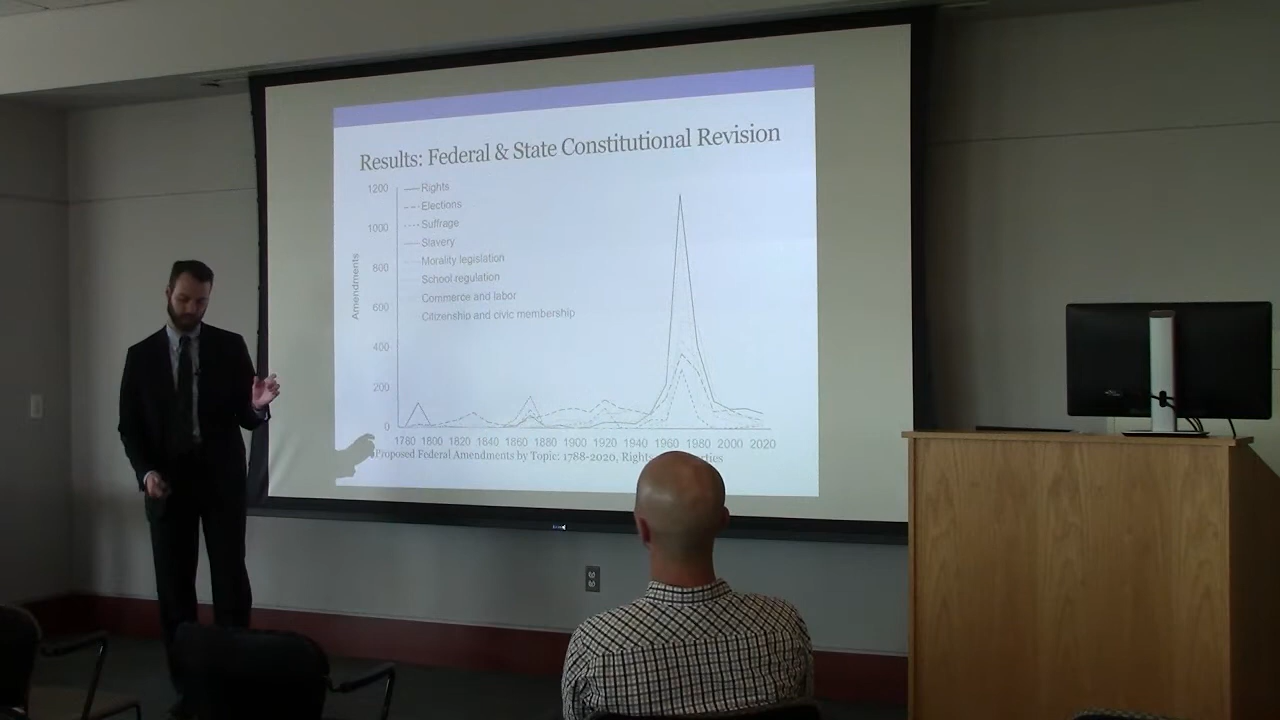 Results: Federal & State Constitutional Revision
1200
1000
800
600
400
200
0
Amendments
Rights
Elections
Suffrage
Slavery
Morality legislation
School regulation
Commerce and labor
Citizenship and civic membership
1780 1800 1820 1840 1860 1880 1900 1920 1940 1960 1980 2000 2020
Proposed Federal Amendments by Topic: 1788-2020, Rights